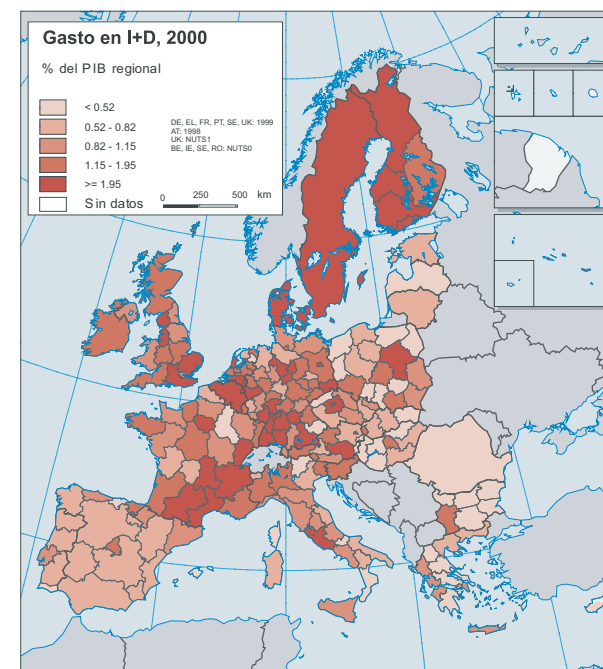 Gasto en I+D, 2000
% del PIB regional
< 0.52
0.52 - 0.82
0.82 - 1.15
1.15 - 1.95
>= 1.95
Sin datos
DE, EL, FR, PT, SE, UK: 1999
AT: 1998
UK: NUTS1
BE, IE, SE, RO: NUTS0
0 250 500 km